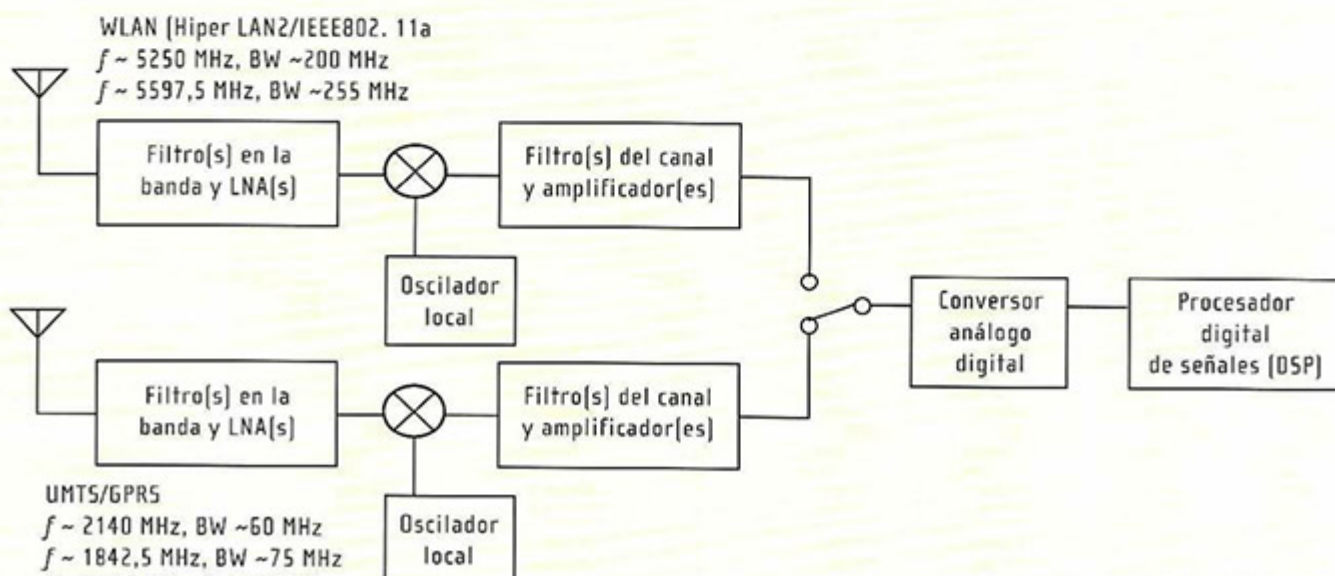 WLAN (Hiper LAN2/IEEE802. 11a
f ~ 5250 MHz, BW ~200 MHz
f ~ 5597,5 MHz, BW ~255 MHz
Filtro(s) en la
banda y LNA(s)
Filtro(s) del canal
y amplificador(es)
Oscilador
local
Conversor
análogo
digital
Procesador
digital
de señales (DSP)
Filtro(s) en la
banda y LNA(s)
Filtro(s) del canal
y amplificador(es)
Oscilador
local
UMTS/GPRS
f ~ 2140 MHz, BW ~60 MHz
f ~ 1842,5 MHz, BW ~75 MHz